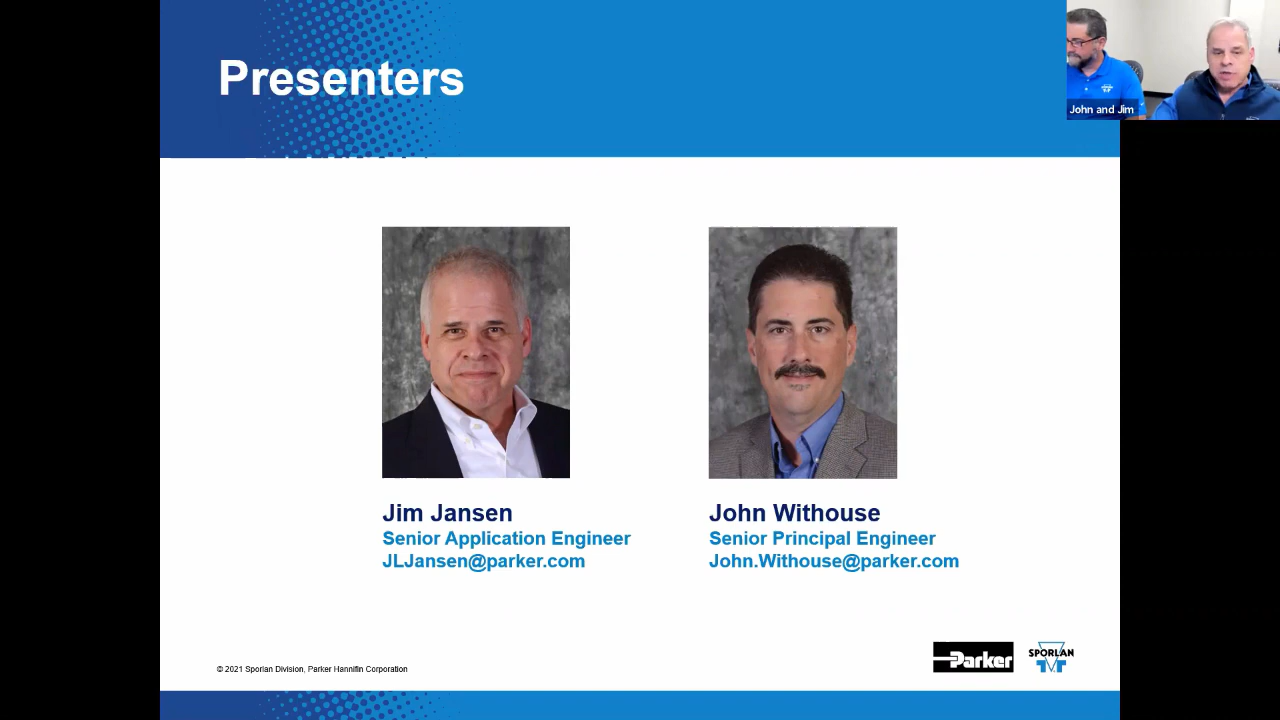 Presenters
John and Jim
Jim Jansen
Senior Application Engineer
JLJansen@parker.com
John Withouse
Senior Principal Engineer
John.Withouse@parker.com
© 2021 Sporlan Division, Parker Hannifin Corporation
Parker
SPORLAN